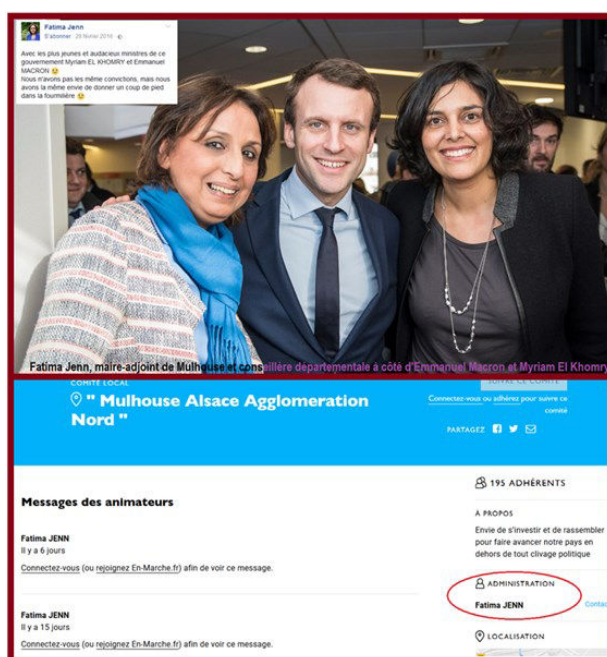 Fatima Jenn
S'abonner · 29 février 2016 ·
Avec les plus jeunes et audacieux ministres de ce
gouvernement Myriam EL KHOMRY et Emmanuel
MACRON 😉
Nous n'avons pas les même convictions, mais nous
avons la même envie de donner un coup de pied
dans la fourmilière 😉
Fatima Jenn, maire-adjoint de Mulhouse et conseillère départementale à côté d'Emmanuel Macron et Myriam El Khomry
COMITÉ LOCAL
" Mulhouse Alsace Agglomeration
Nord "
SUIVRE CE COMITÉ
Connectez-vous ou adhérez pour suivre ce
comité
PARTAGEZ
Messages des animateurs
Fatima JENN
Il y a 6 jours
Connectez-vous (ou rejoignez En-Marche.fr) afin de voir ce message.
Fatima JENN
Il y a 15 jours
Connectez-vous (ou rejoignez En-Marche.fr) afin de voir ce message.
195 ADHÉRENTS
À PROPOS
Envie de s'investir et de rassembler
pour faire avancer notre pays en
dehors de tout clivage politique
ADMINISTRATION
Fatima JENN
Contac
LOCALISATION